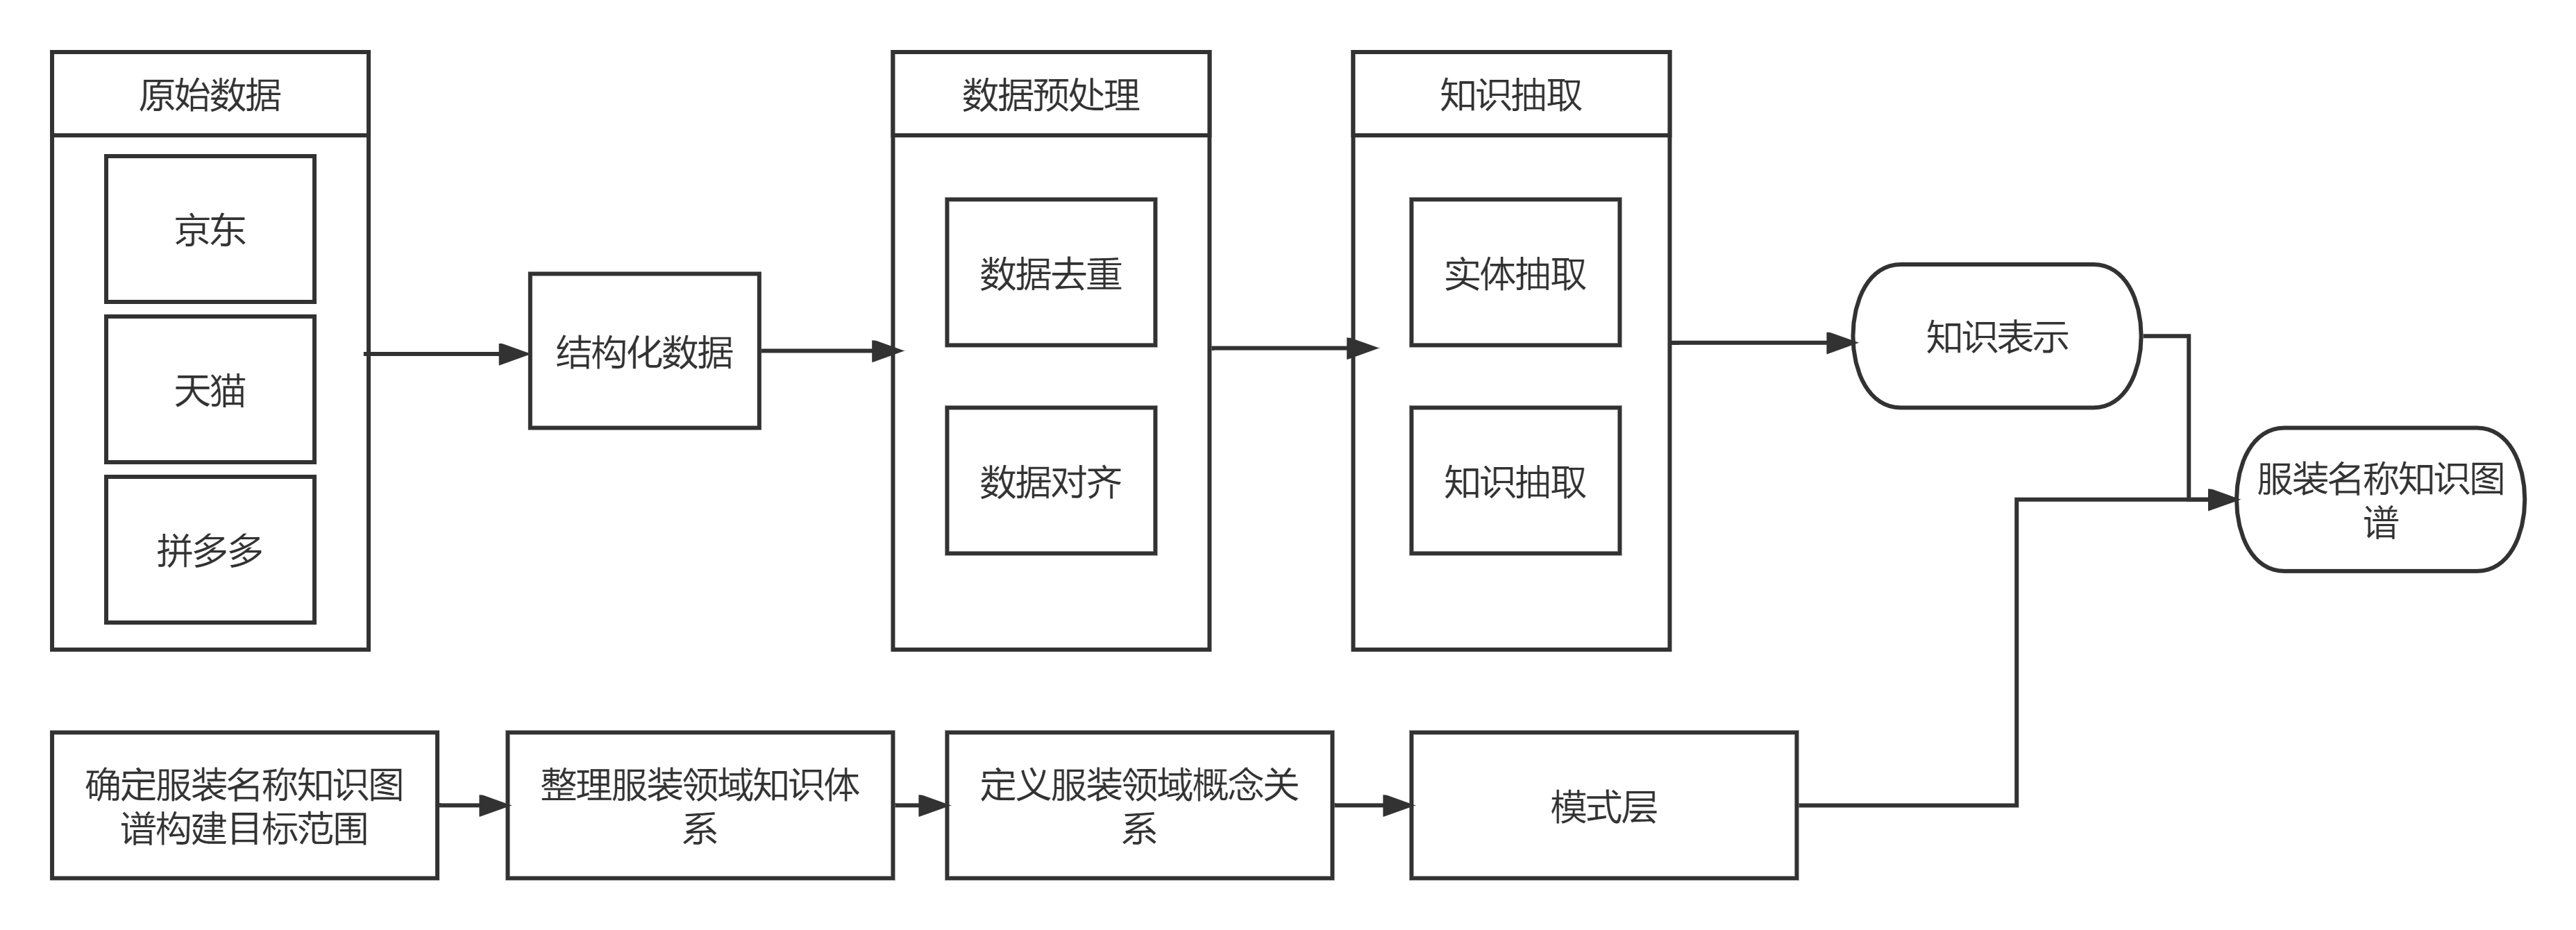 原始数据
京东
天猫
拼多多
结构化数据
数据预处理
数据去重
数据对齐
知识抽取
实体抽取
知识抽取
知识表示
服装名称知识图
谱
确定服装名称知识图
谱构建目标范围
整理服装领域知识体
系
定义服装领域概念关
系
模式层